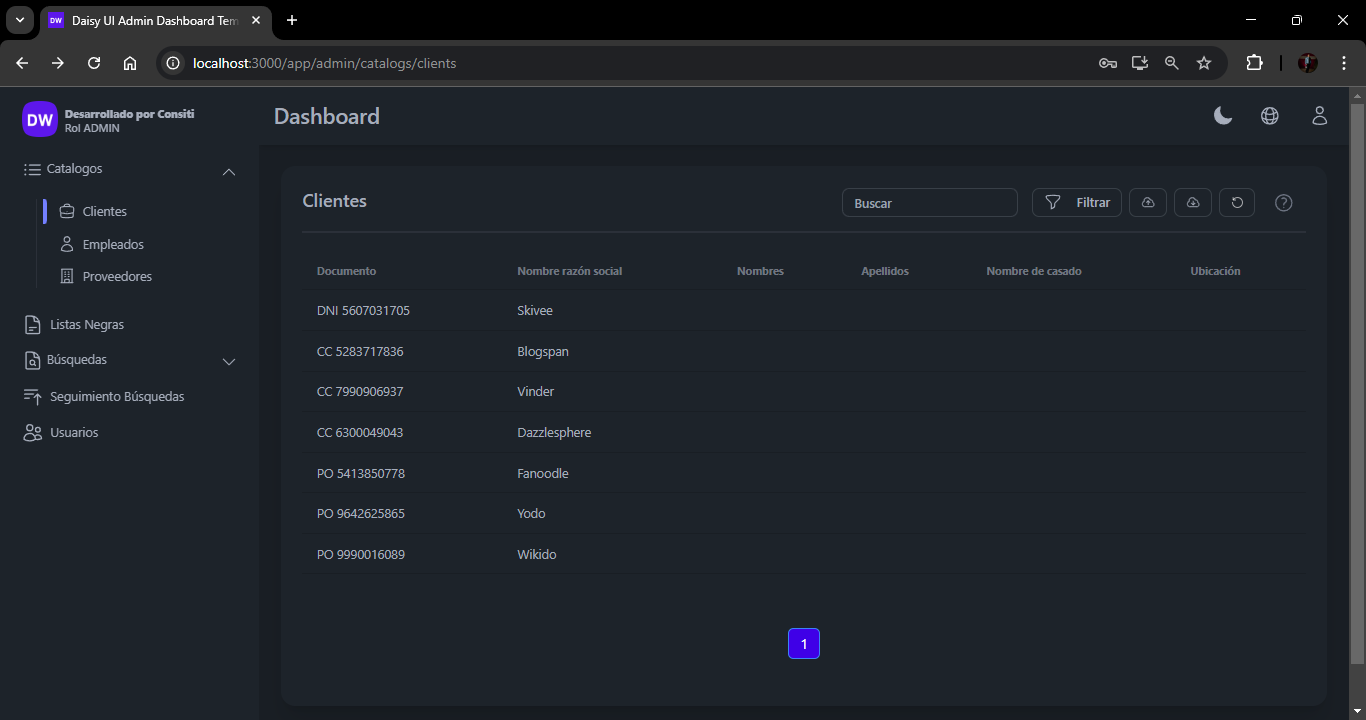 DW Daisy UI Admin Dashboard Tem
localhost:3000/app/admin/catalogs/clients
DW
Desarrollado por Consiti
Rol ADMIN
Dashboard
Catalogos
Clientes
Empleados
Proveedores
Listas Negras
Búsquedas
Seguimiento Búsquedas
Usuarios
Clientes
Buscar
Filtrar
Documento Nombre razón social Nombres Apellidos Nombre de casado Ubicación
DNI 5607031705 Skivee
CC 5283717836 Blogspan
CC 7990906937 Vinder
CC 6300049043 Dazzlesphere
PO 5413850778 Fanoodle
PO 9642625865 Yodo
PO 9990016089 Wikido
1